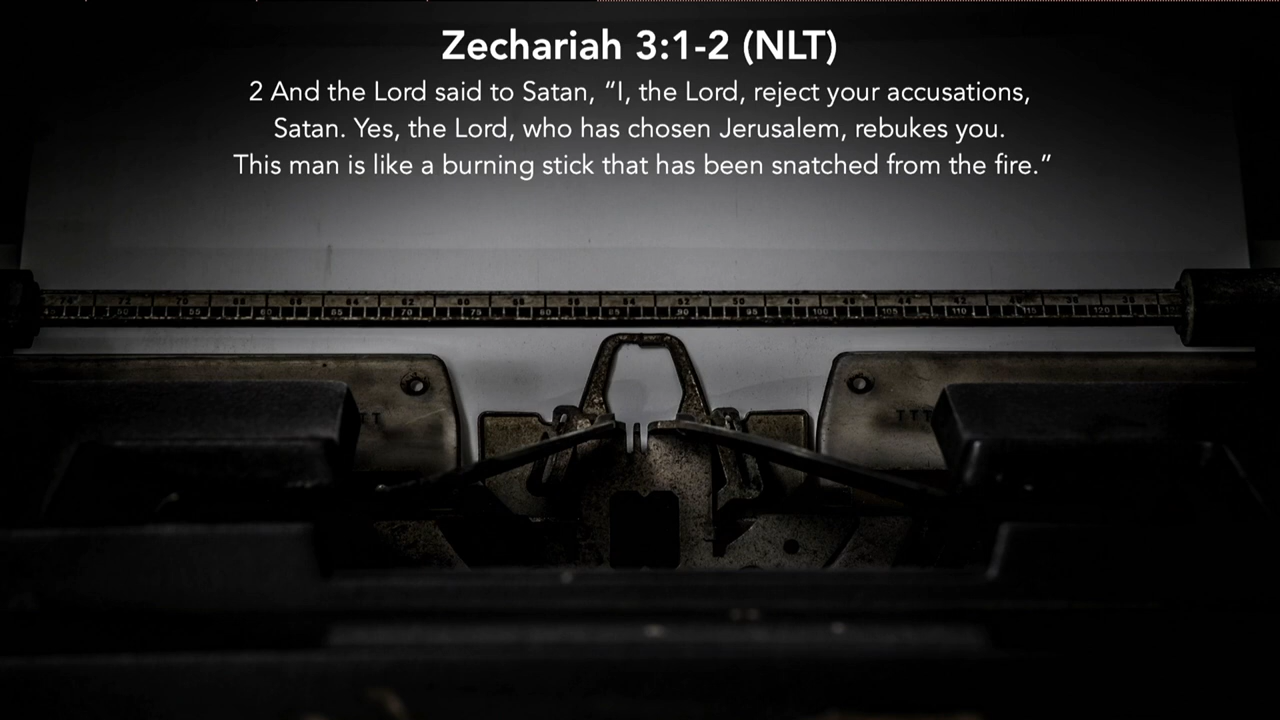 Zechariah 3:1-2 (NLT)
2 And the Lord said to Satan, “I, the Lord, reject your accusations,
Satan. Yes, the Lord, who has chosen Jerusalem, rebukes you.
This man is like a burning stick that has been snatched from the fire.”